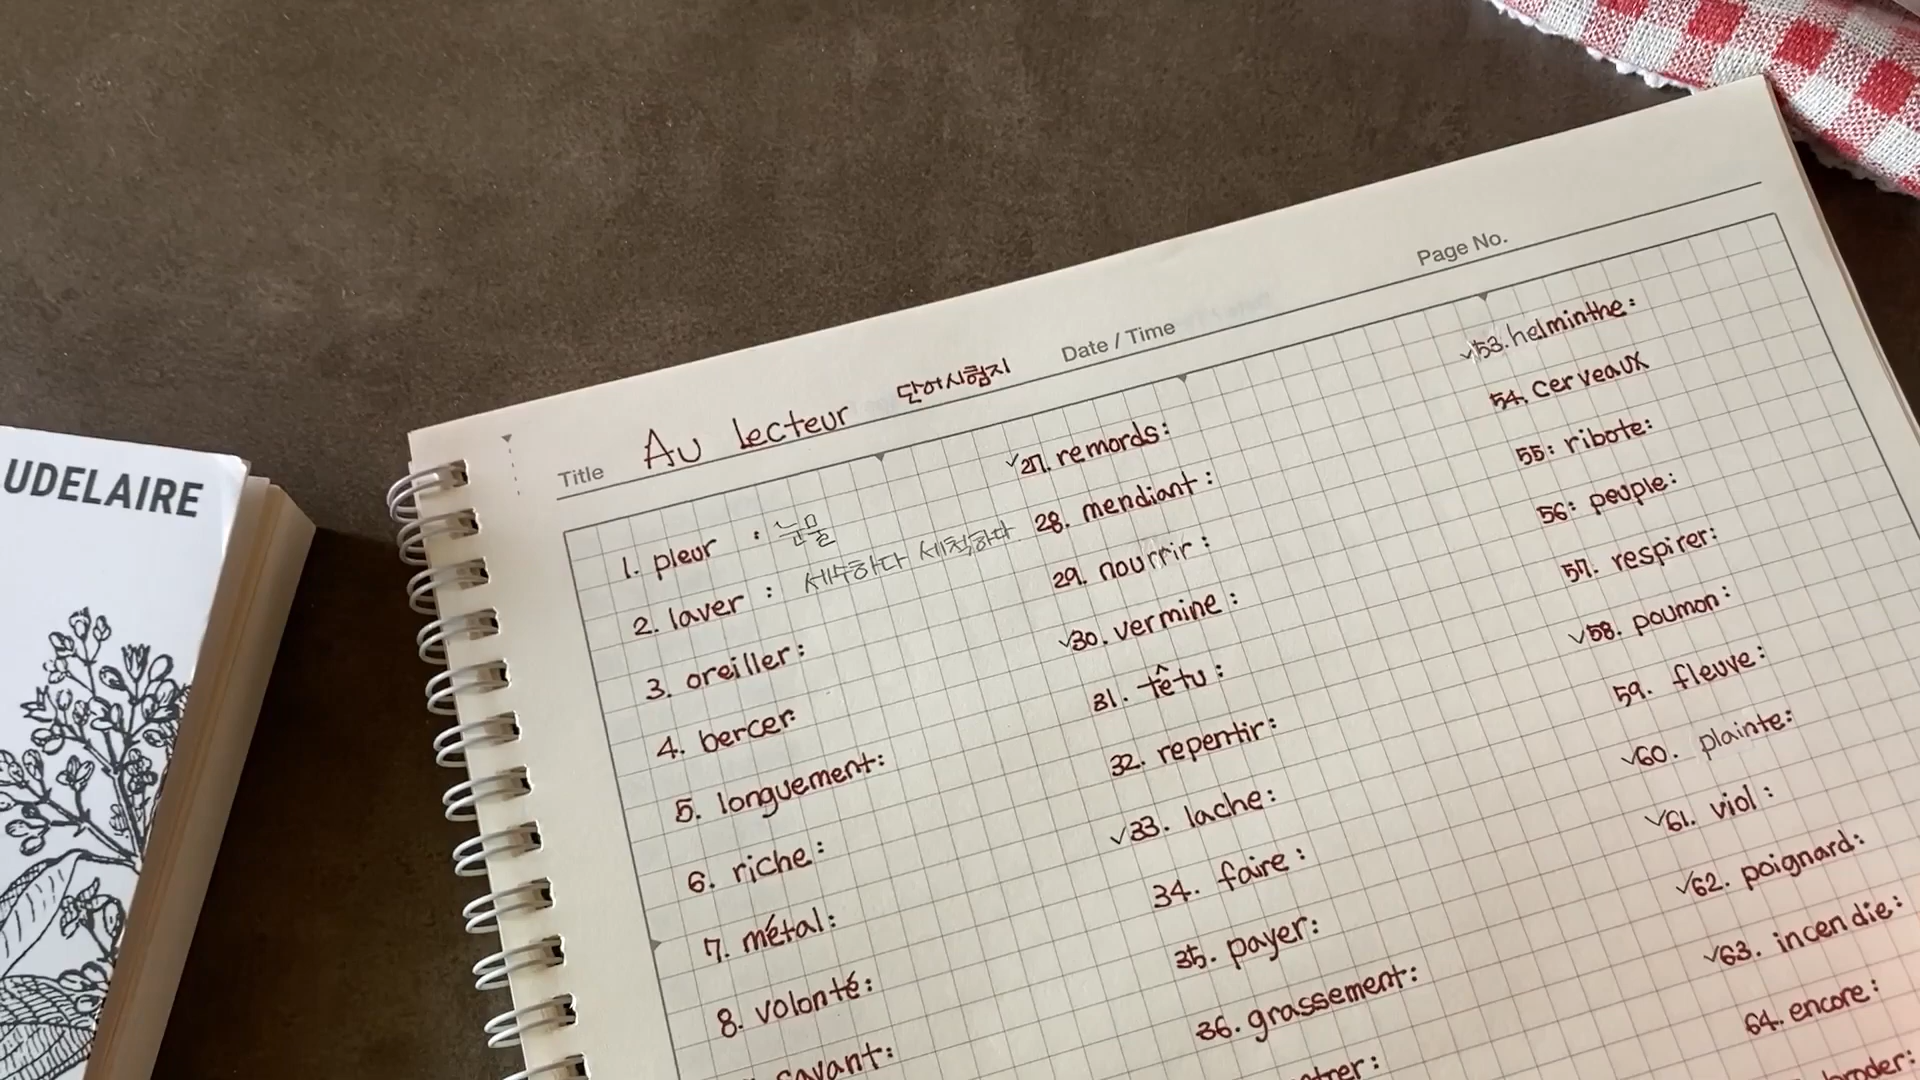 UDELAIRE
Title Au lecteur 단어시험지 Date / Time Page No.
1. pleur : 눈물
2. laver : 세수하다 세척하다
3. oreiller:
4. bercer:
5. longuement:
6. riche:
7. métal:
8. volonté:
savant:
✓27. remords:
28. mendiant:
29. nourrir:
✓30. vermine:
31. têtu:
32. repentir:
✓33. lache:
34. faire:
35. payer:
36. grassement:
✓53. helminthe:
54. cerveaux
55: ribote:
56: peuple:
57. respirer:
✓58. poumon:
59. fleuve:
✓60. plainte:
✓61. viol:
✓62. poignard:
✓63. incendie:
64. encore: